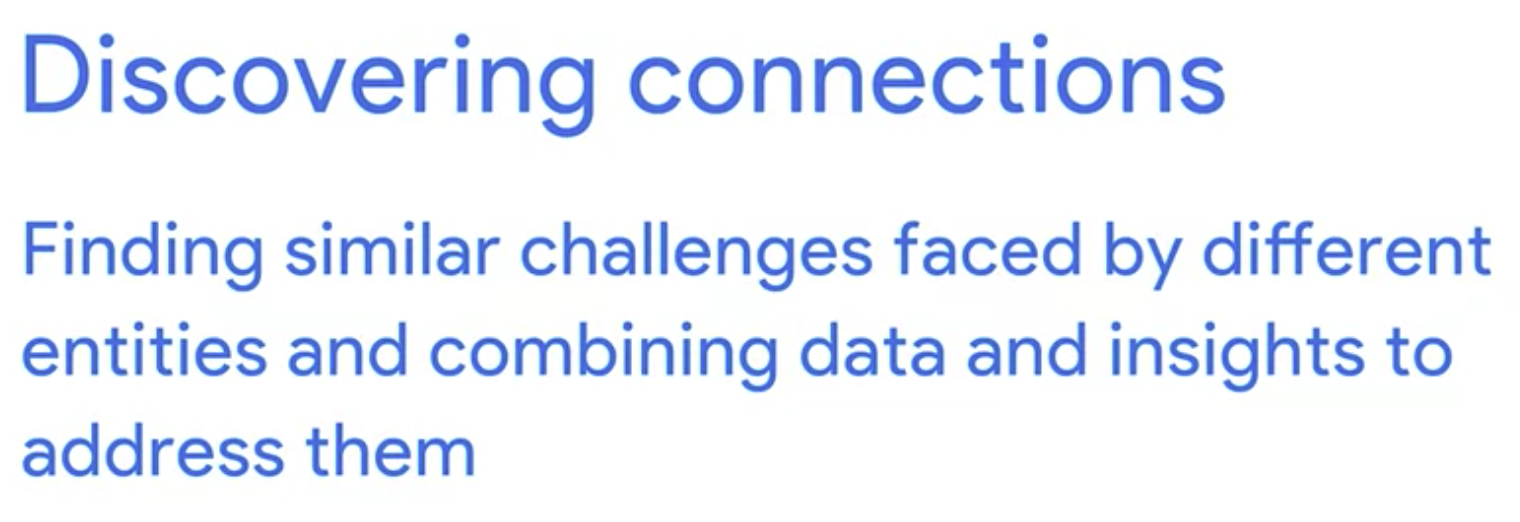 Discovering connections
Finding similar challenges faced by different
entities and combining data and insights to
address them